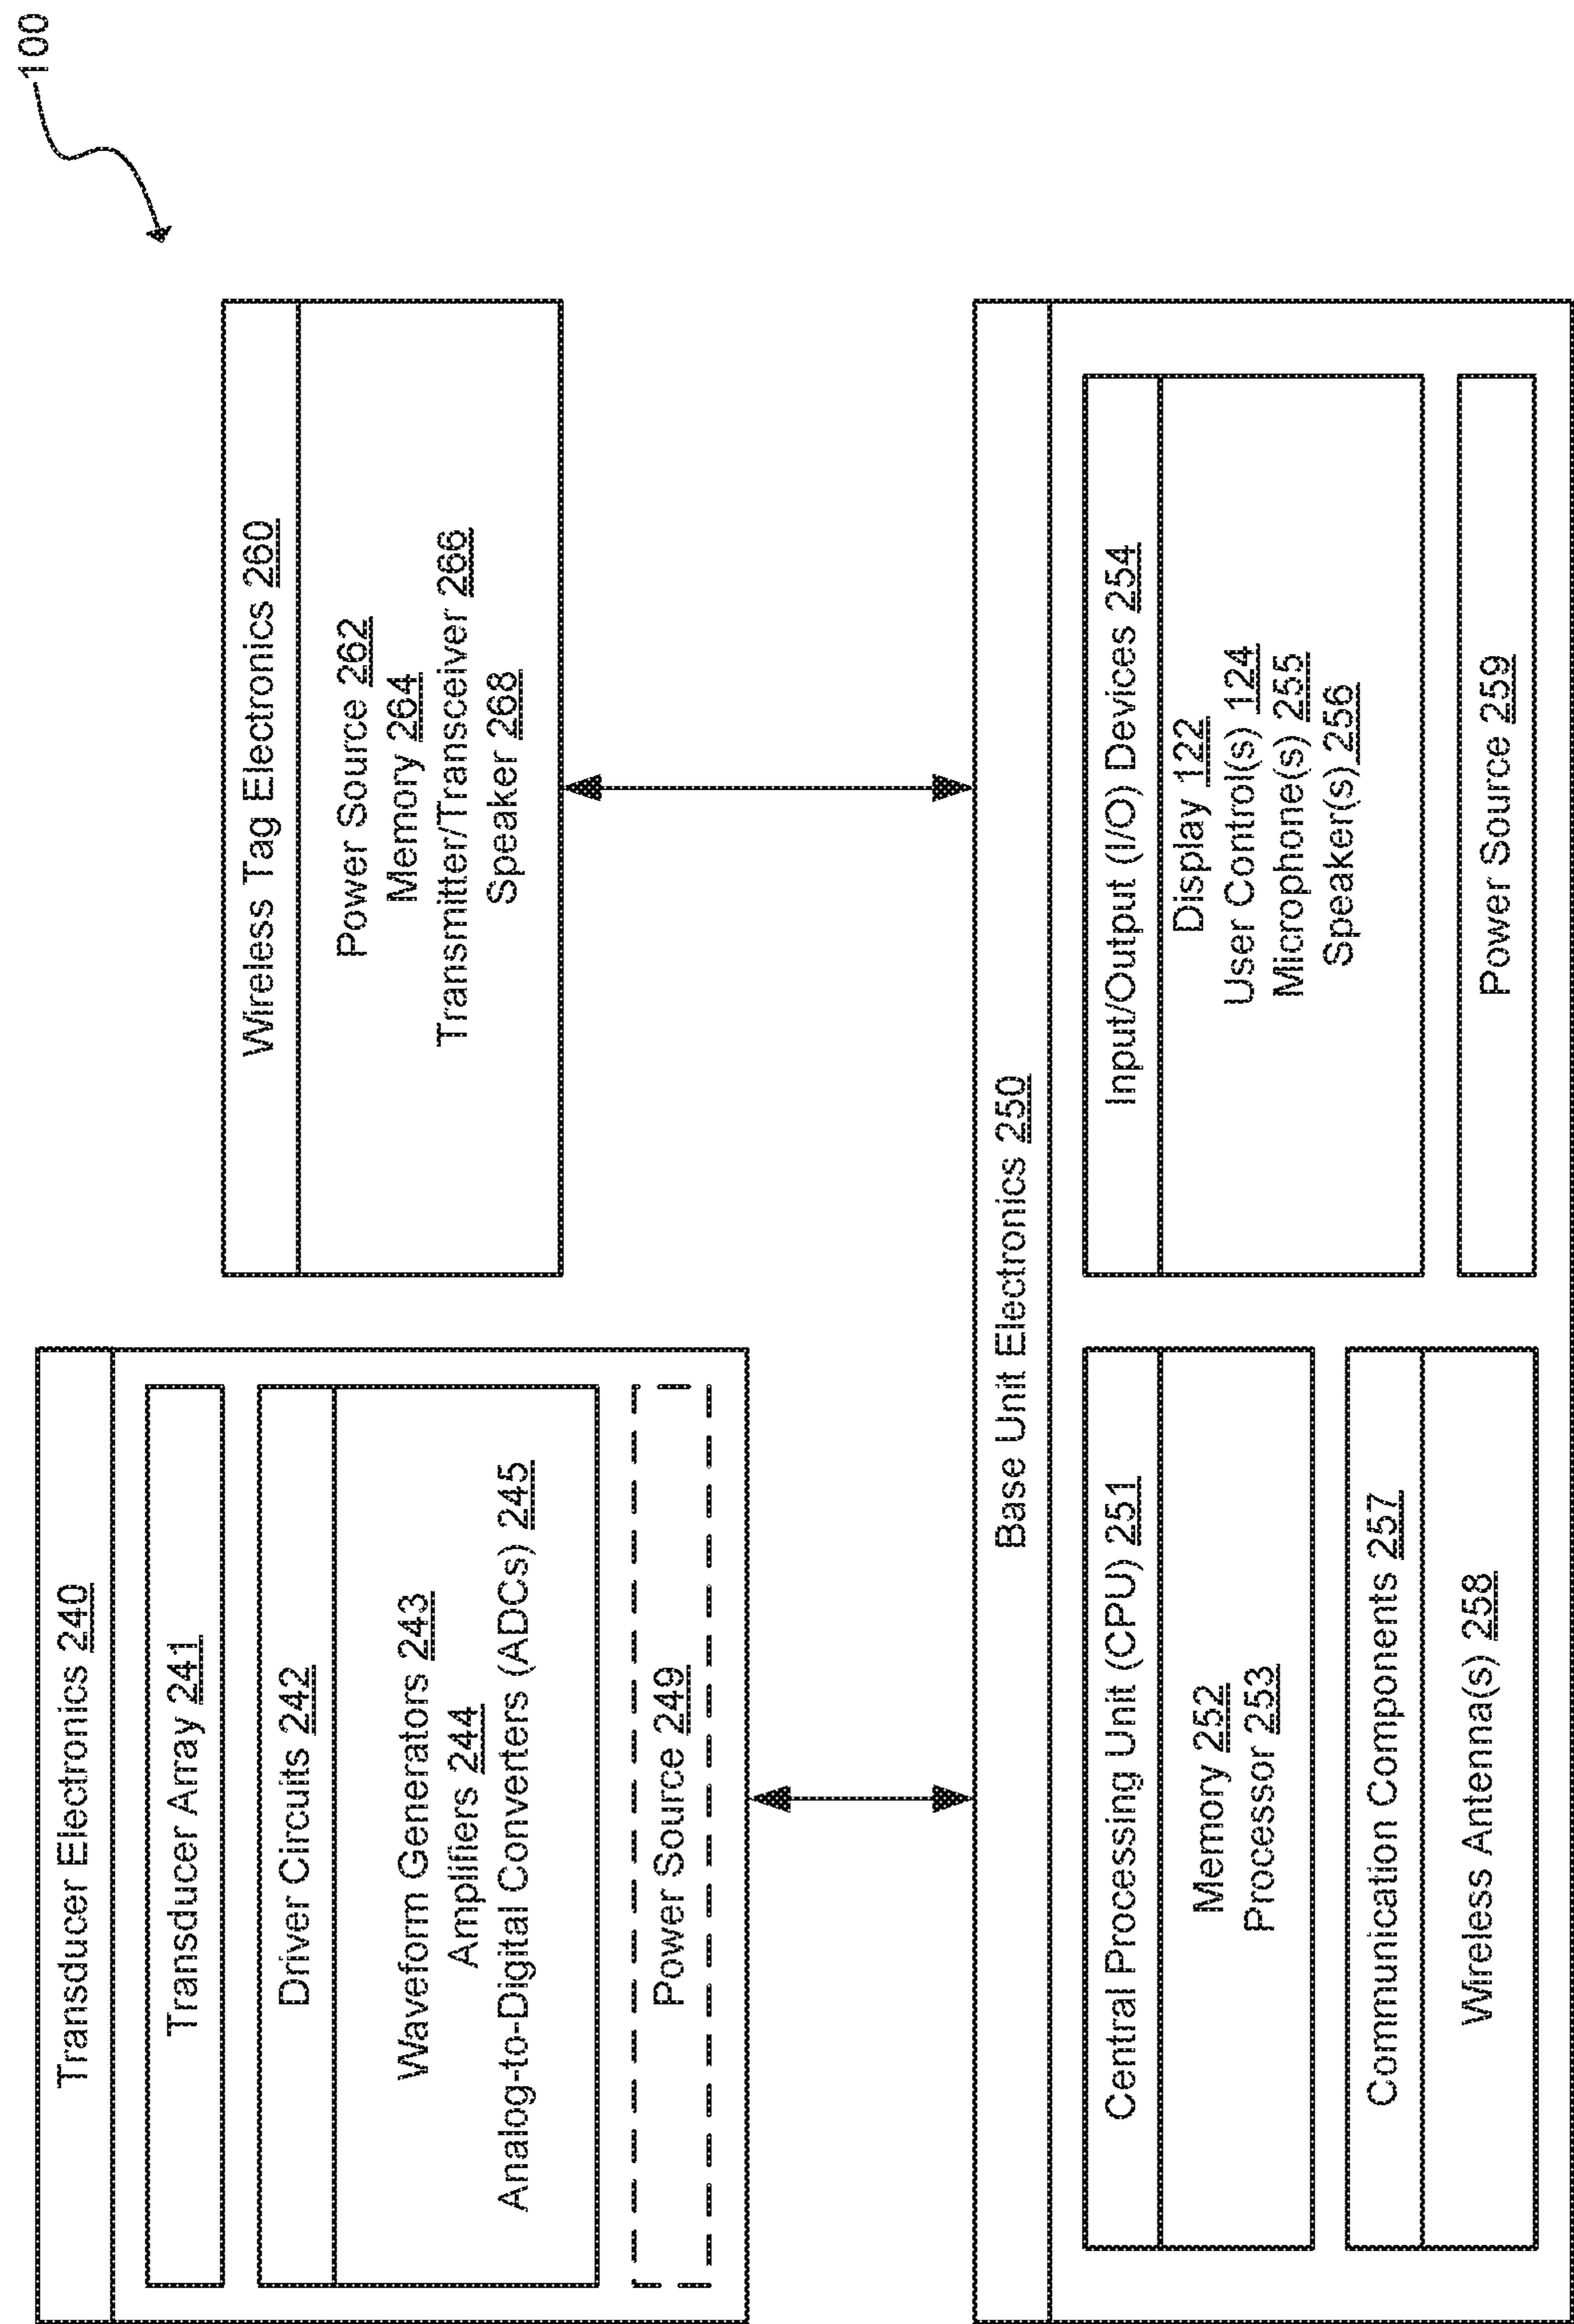 100
Transducer Electronics 240
Transducer Array 241
Driver Circuits 242
Waveform Generators 243
Amplifiers 244
Analog-to-Digital Converters (ADCs) 245
Power Source 249
Wireless Tag Electronics 260
Power Source 262
Memory 264
Transmitter/Transceiver 266
Speaker 268
Base Unit Electronics 250
Central Processing Unit (CPU) 251
Memory 252
Processor 253
Communication Components 257
Wireless Antenna(s) 258
Input/Output (I/O) Devices 254
Display 122
User Control(s) 124
Microphone(s) 255
Speaker(s) 256
Power Source 259